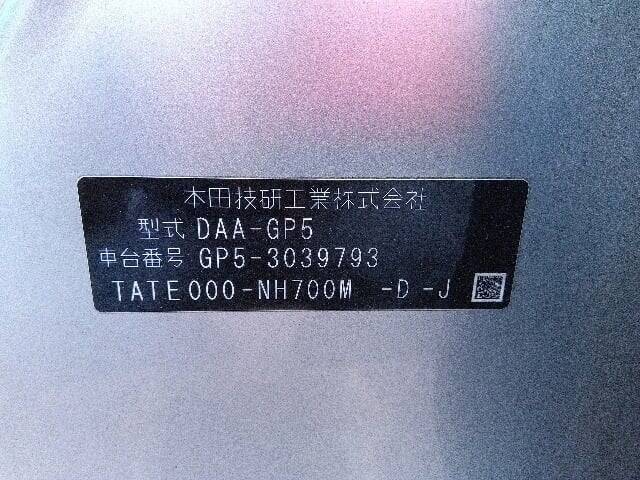 本田技研工業株式会社
型式 DAA-GP5
車台番号 GP5-3039793
TATE000-NH700M -D -J